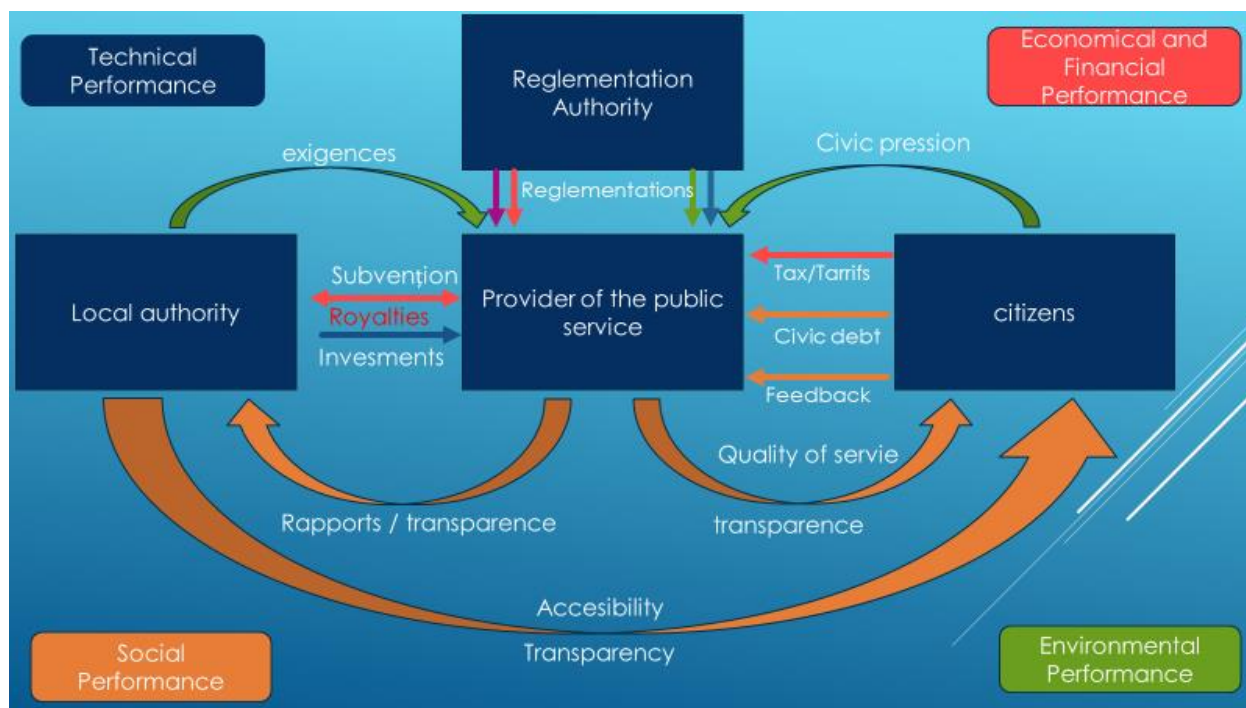 Technical
Performance
Reglementation
Authority
Economical and
Financial
Performance
exigences
Reglementations
Civic pression
Local authority
Subvenția
Royalties
Invesments
Provider of the public
service
Tax/Tarrifs
Civic debt
Feedback
citizens
Rapports / transparence
Quality of servie
transparence
Accesibility
Transparency
Social
Performance
Environmental
Performance